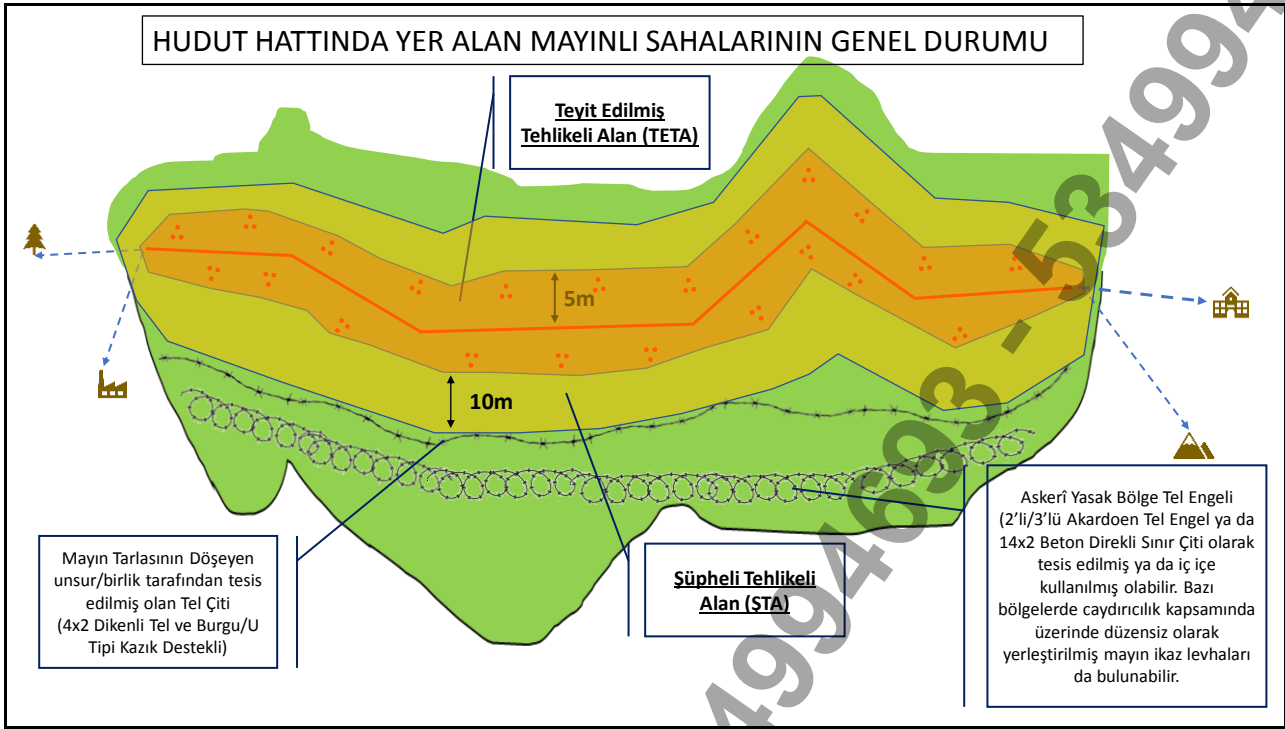 HUDUT HATTINDA YER ALAN MAYINLI SAHALARININ GENEL DURUMU
Teyit Edilmiş
Tehlikeli Alan (TETA)
5m
10m
Mayın Tarlasının Döşeyen
unsur/birlik tarafından tesis
edilmiş olan Tel Çiti
(4x2 Dikenli Tel ve Burgu/U
Tipi Kazık Destekli)
Şüpheli Tehlikeli
Alan (ŞTA)
Askerî Yasak Bölge Tel Engeli
(2’li/3’lü Akardoen Tel Engel ya da
14x2 Beton Direkli Sınır Çiti olarak
tesis edilmiş ya da iç içe
kullanılmış olabilir. Bazı
bölgelerde caydırıcılık kapsamında
üzerinde düzensiz olarak
yerleştirilmiş mayın ikaz levhaları
da bulunabilir.